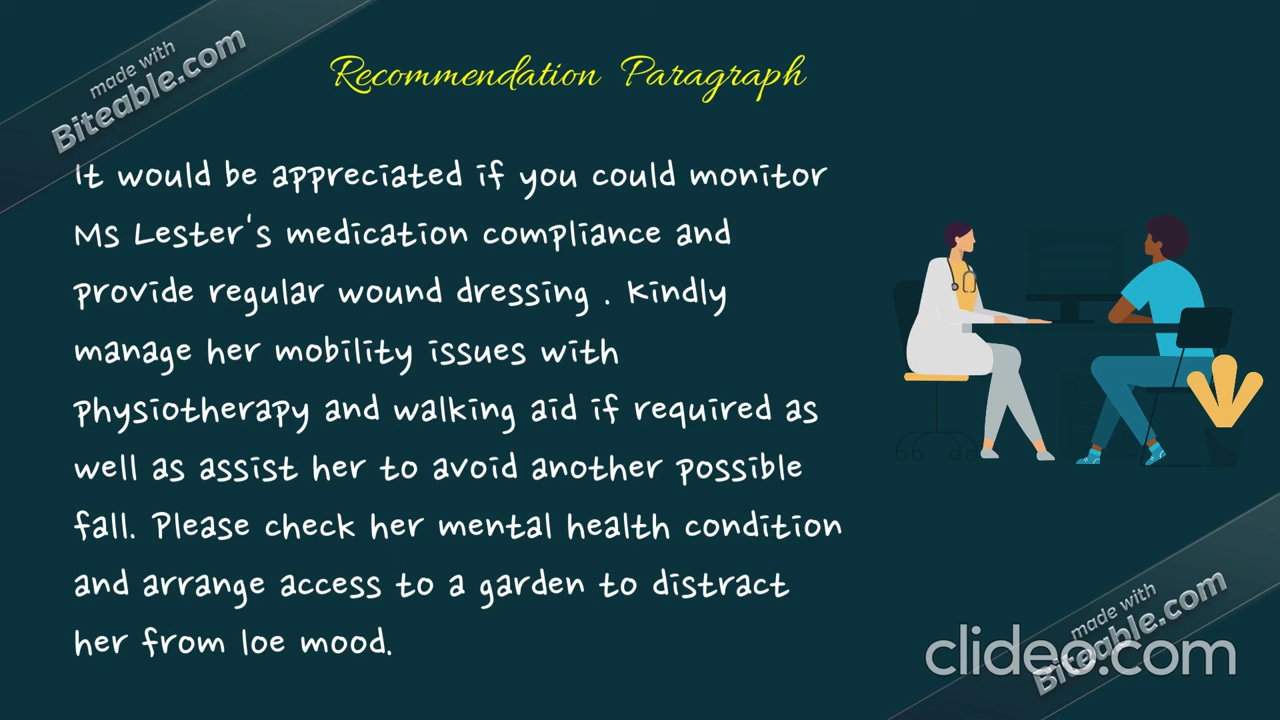 made with
Biteable.com
Recommendation Paragraph
It would be appreciated if you could monitor
Ms Lester's medication compliance and
provide regular wound dressing . Kindly
manage her mobility issues with
physiotherapy and walking aid if required as
well as assist her to avoid another possible
fall. Please check her mental health condition
and arrange access to a garden to distract
her from loe mood.
made with
Biteable.com
clideo.com